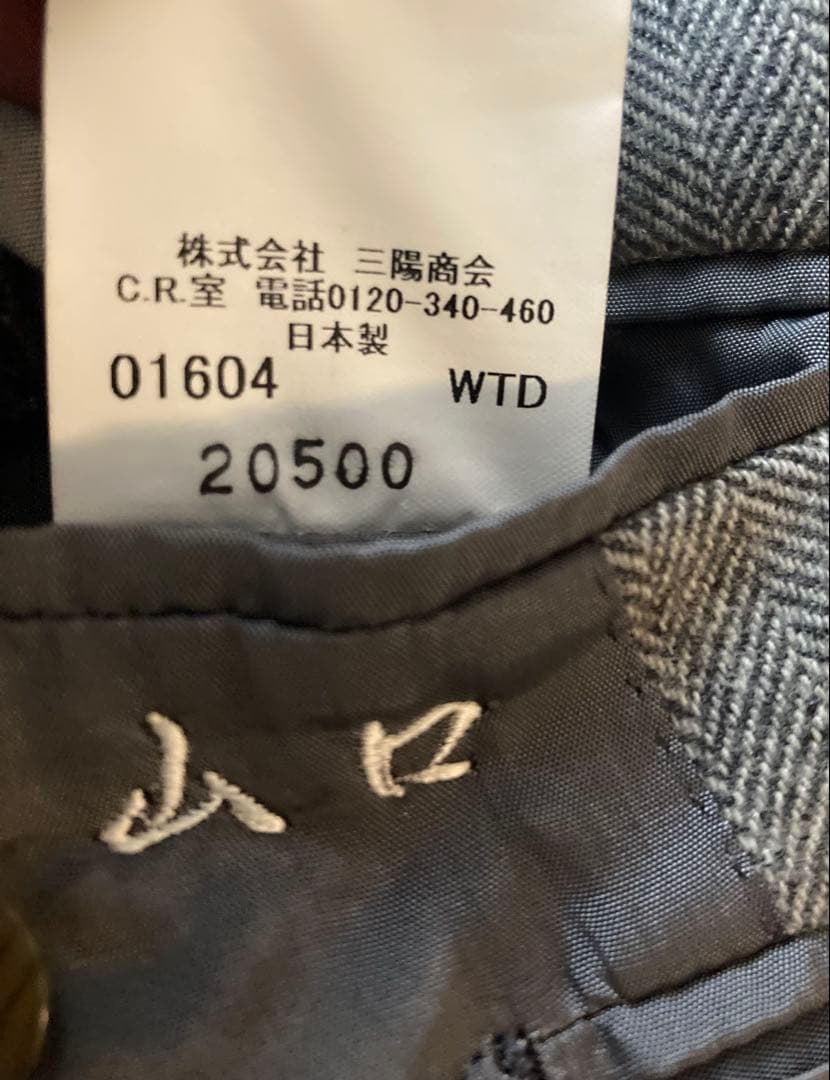 株式会社 三陽商会
C.R.室 電話0120-340-460
日本製
01604 WTD
20500
山口